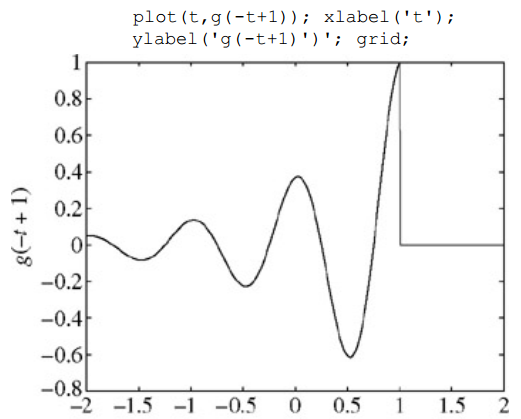 plot(t,g(-t+1)); xlabel('t');
ylabel('g(-t+1)')'; grid;
1
0.8
0.6
0.4
0.2
0
−0.2
−0.4
−0.6
−0.8
g(−t + 1)
−2 −1.5 −1 −0.5 0 0.5 1 1.5 2